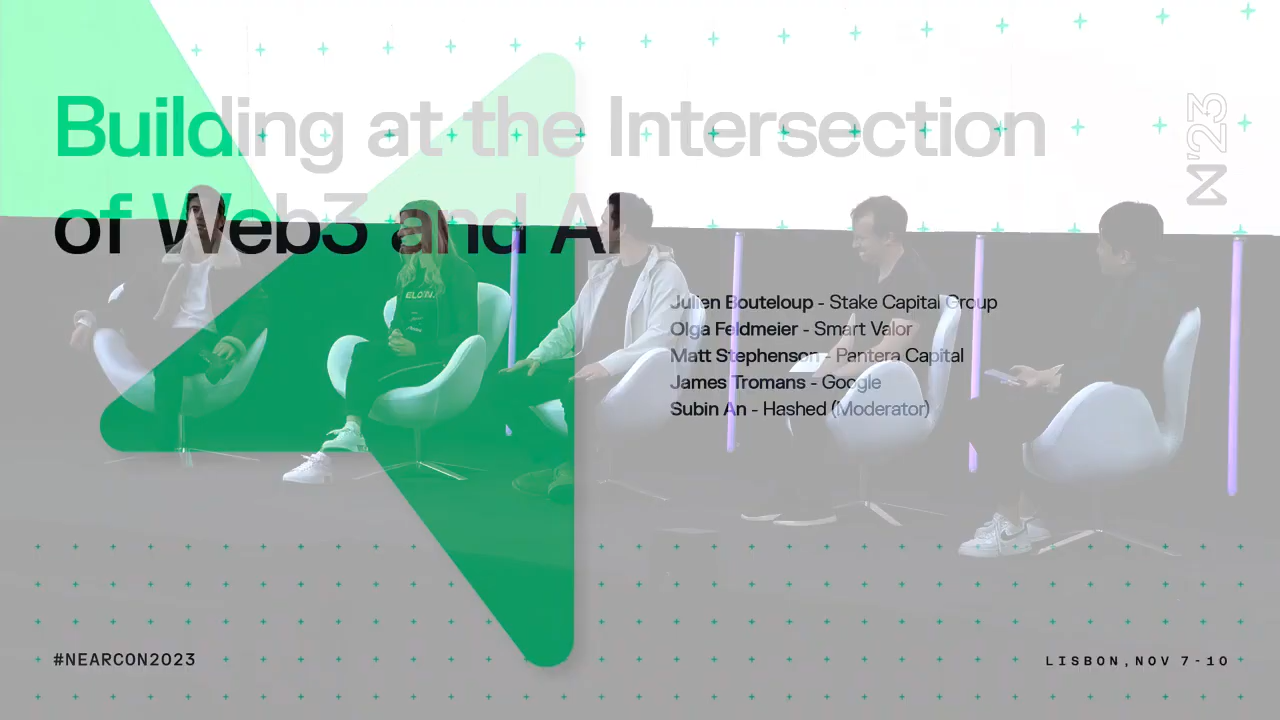 Building at the Intersection
of Web3 and AI
N'23
ELOW.
Julien Bouteloup - Stake Capital Group
Olga Feldmeier - Smart Valor
Matt Stephenson - Pantera Capital
James Tromans - Google
Subin An - Hashed (Moderator)
#NEARCON2023
LISBON, NOV 7-10